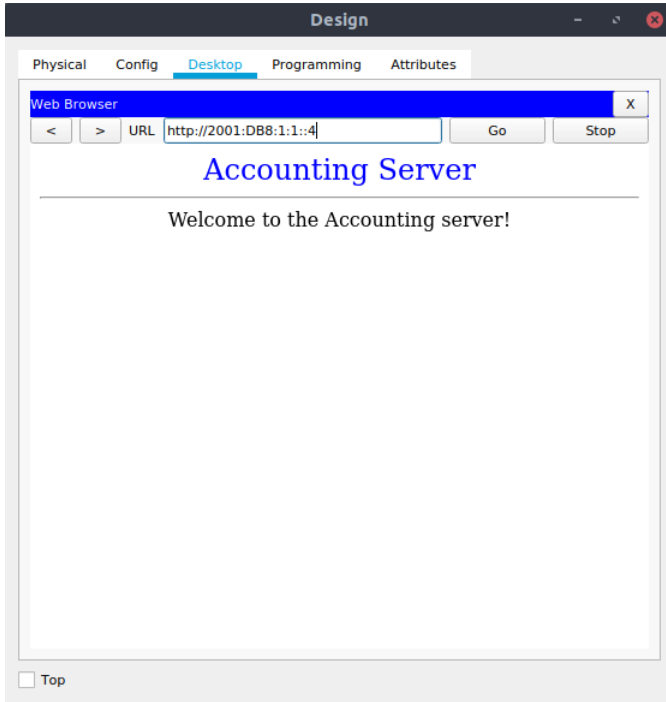 Design
Physical Config Desktop Programming Attributes
Web Browser X
< > URL http://2001:DB8:1:1::4 Go Stop
Accounting Server
Welcome to the Accounting server!
Top